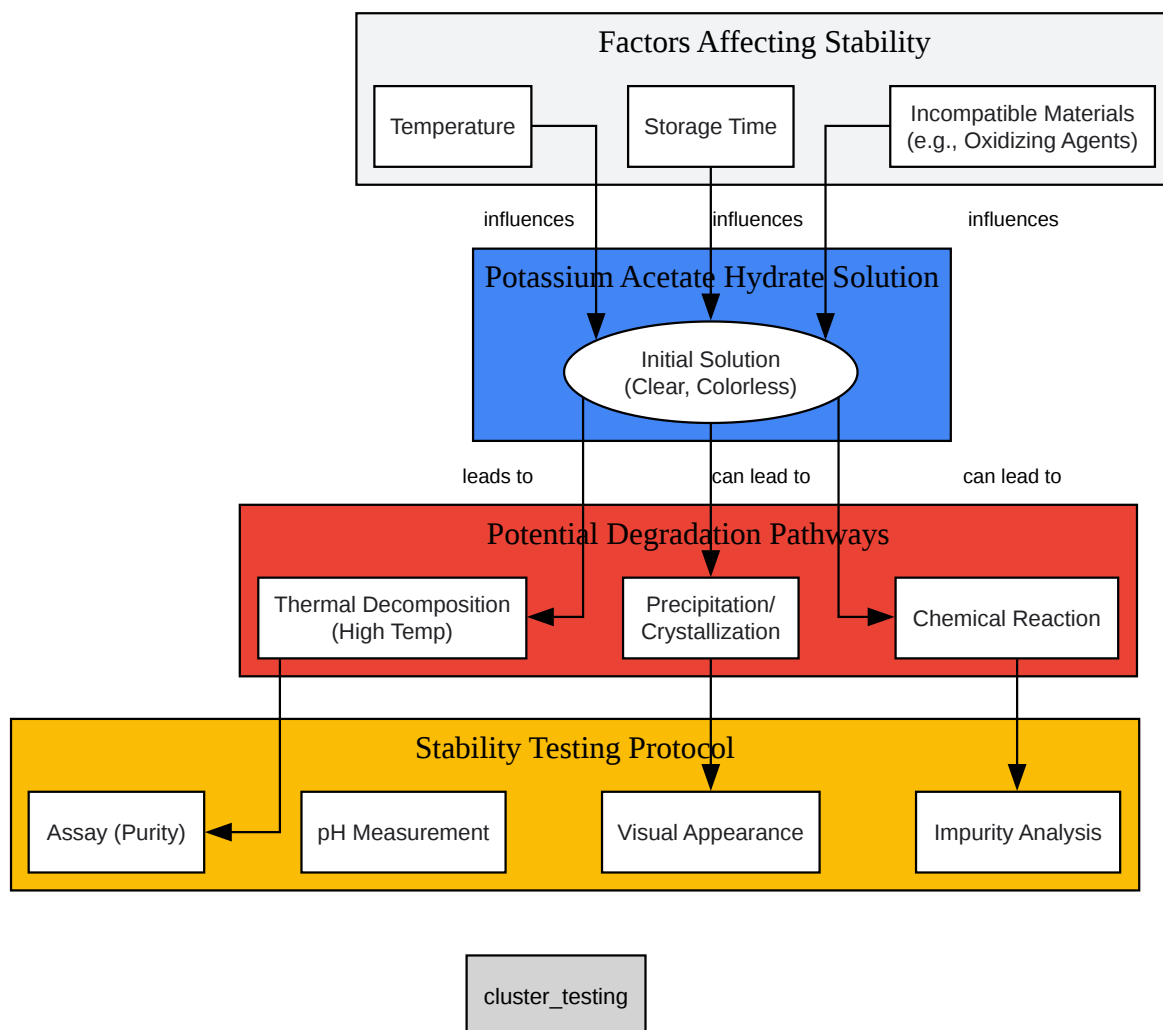 Factors Affecting Stability
Temperature
Storage Time
Incompatible Materials
(e.g., Oxidizing Agents)
influences
influences
influences
Potassium Acetate Hydrate Solution
Initial Solution
(Clear, Colorless)
leads to
can lead to
can lead to
Potential Degradation Pathways
Thermal Decomposition
(High Temp)
Precipitation/
Crystallization
Chemical Reaction
Stability Testing Protocol
Assay (Purity)
pH Measurement
Visual Appearance
Impurity Analysis
cluster_testing